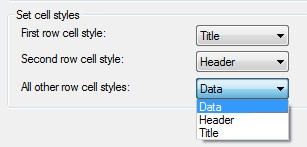 Set cell styles
First row cell style: Title
Second row cell style: Header
All other row cell styles: Data
Data
Header
Title